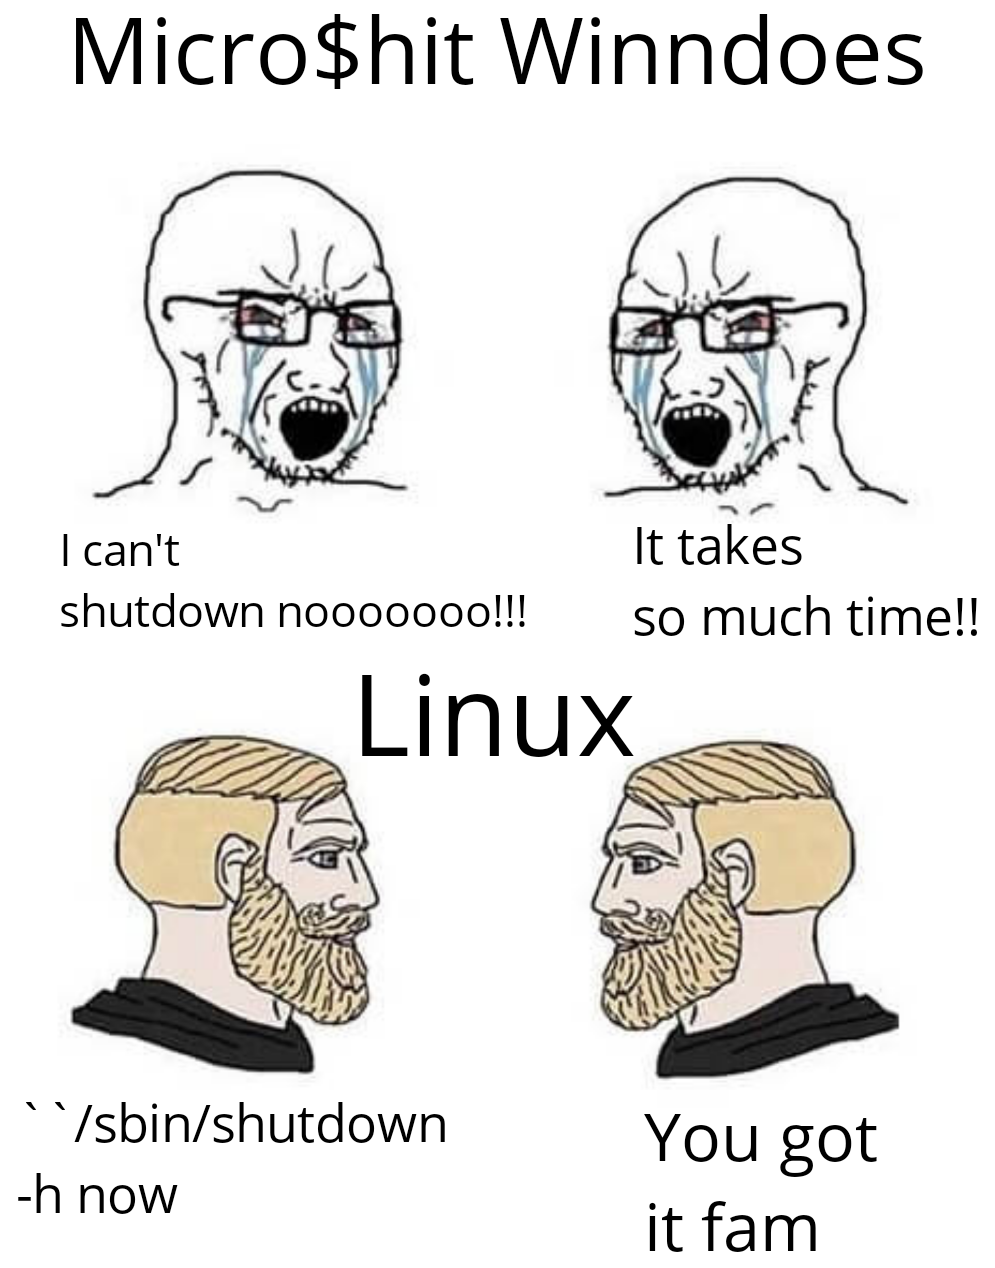 Micro$hit Winndoes
I can't
shutdown nooooooo!!!
It takes
so much time!!
Linux
``/sbin/shutdown
-h now
You got
it fam